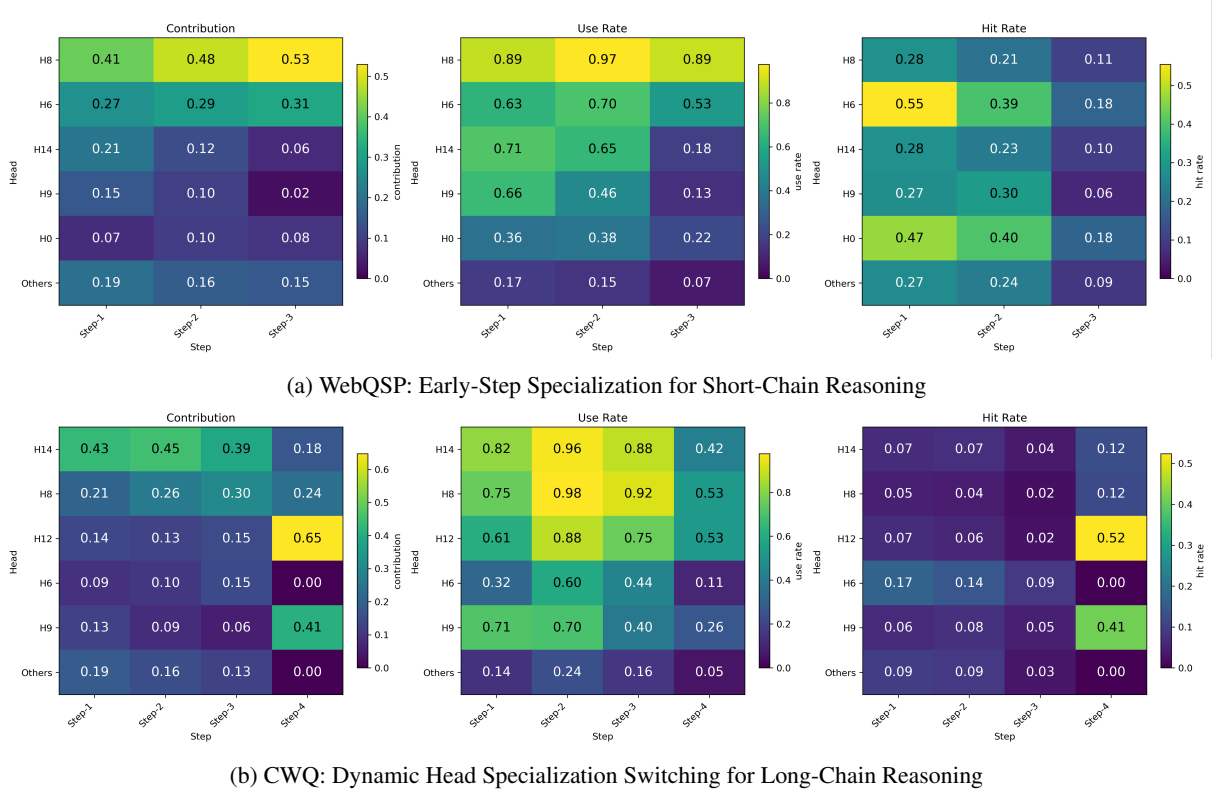 Contribution
Use Rate
Hit Rate
H8 0.41 0.48 0.53
H6 0.27 0.29 0.31
H14 0.21 0.12 0.06
H9 0.15 0.10 0.02
H0 0.07 0.10 0.08
Others 0.19 0.16 0.15
Step-1 Step-2 Step-3
Step
Head
0.5
0.4
0.3
0.2
0.1
0.0
contribution
H8 0.89 0.97 0.89
H6 0.63 0.70 0.53
H14 0.71 0.65 0.18
H9 0.66 0.46 0.13
H0 0.36 0.38 0.22
Others 0.17 0.15 0.07
Step-1 Step-2 Step-3
Step
Head
0.8
0.6
0.4
0.2
0.0
use rate
H8 0.28 0.21 0.11
H6 0.55 0.39 0.18
H14 0.28 0.23 0.10
H9 0.27 0.30 0.06
H0 0.47 0.40 0.18
Others 0.27 0.24 0.09
Step-1 Step-2 Step-3
Step
Head
0.5
0.4
0.3
0.2
0.1
0.0
hit rate
(a) WebQSP: Early-Step Specialization for Short-Chain Reasoning
Contribution
Use Rate
Hit Rate
H14 0.43 0.45 0.39 0.18
H8 0.21 0.26 0.30 0.24
H12 0.14 0.13 0.15 0.65
H6 0.09 0.10 0.15 0.00
H9 0.13 0.09 0.06 0.41
Others 0.19 0.16 0.13 0.00
Step-1 Step-2 Step-3 Step-4
Step
Head
0.6
0.5
0.4
0.3
0.2
0.1
0.0
contribution
H14 0.82 0.96 0.88 0.42
H8 0.75 0.98 0.92 0.53
H12 0.61 0.88 0.75 0.53
H6 0.32 0.60 0.44 0.11
H9 0.71 0.70 0.40 0.26
Others 0.14 0.24 0.16 0.05
Step-1 Step-2 Step-3 Step-4
Step
Head
0.8
0.6
0.4
0.2
0.0
use rate
H14 0.07 0.07 0.04 0.12
H8 0.05 0.04 0.02 0.12
H12 0.07 0.06 0.02 0.52
H6 0.17 0.14 0.09 0.00
H9 0.06 0.08 0.05 0.41
Others 0.09 0.09 0.03 0.00
Step-1 Step-2 Step-3 Step-4
Step
Head
0.5
0.4
0.3
0.2
0.1
0.0
hit rate
(b) CWQ: Dynamic Head Specialization Switching for Long-Chain Reasoning